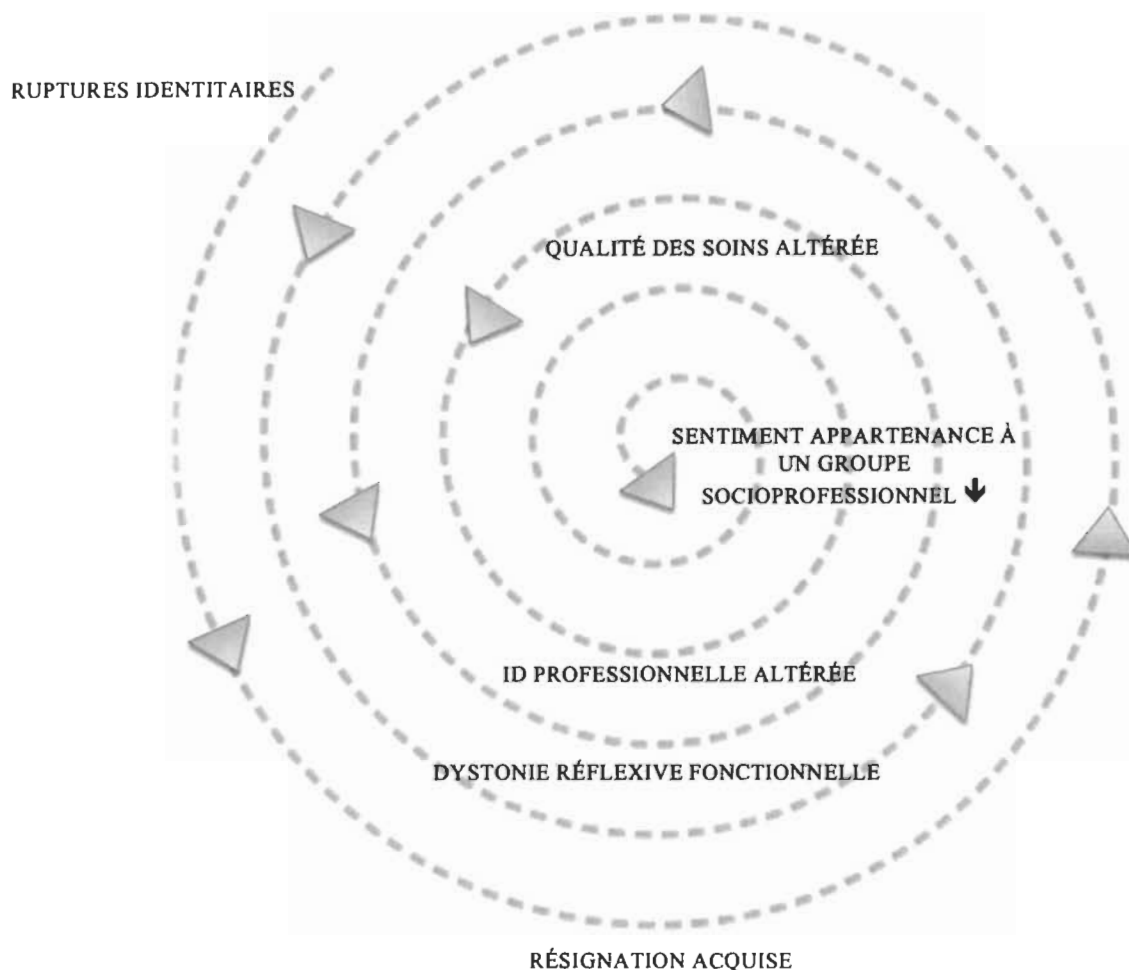 RUPTURES IDENTITAIRES
QUALITÉ DES SOINS ALTÉRÉE
SENTIMENT APPARTENANCE À
UN GROUPE
SOCIOPROFESSIONNEL ↓
ID PROFESSIONNELLE ALTÉRÉE
DYSTONIE RÉFLEXIVE FONCTIONNELLE
RÉSIGNATION ACQUISE